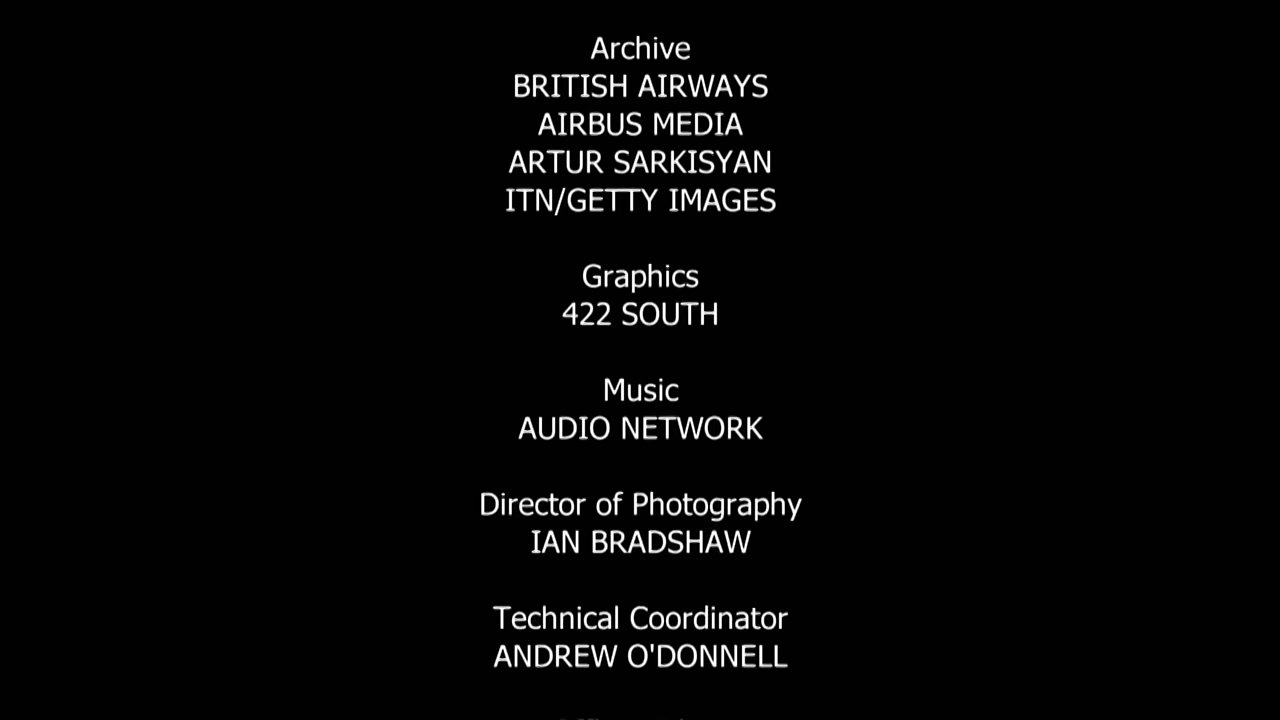 Archive
BRITISH AIRWAYS
AIRBUS MEDIA
ARTUR SARKISYAN
ITN/GETTY IMAGES
Graphics
422 SOUTH
Music
AUDIO NETWORK
Director of Photography
IAN BRADSHAW
Technical Coordinator
ANDREW O'DONNELL